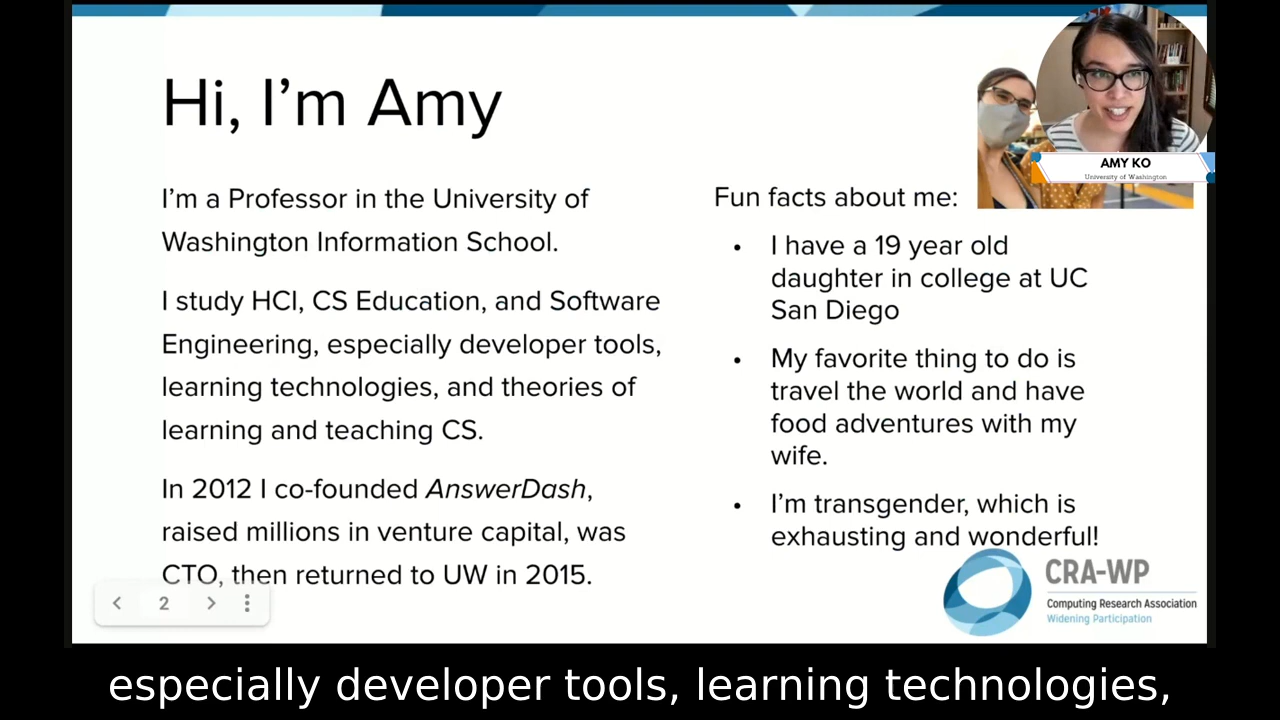 Hi, I'm Amy
I'm a Professor in the University of
Washington Information School.
I study HCI, CS Education, and Software
Engineering, especially developer tools,
learning technologies, and theories of
learning and teaching CS.
In 2012 I co-founded AnswerDash,
raised millions in venture capital, was
CTO, then returned to UW in 2015.
AMY KO
University of Washington
Fun facts about me:
• I have a 19 year old
daughter in college at UC
San Diego
• My favorite thing to do is
travel the world and have
food adventures with my
wife.
• I'm transgender, which is
exhausting and wonderful!
2
CRA-WP
Computing Research Association
Widening Participation
especially developer tools, learning technologies,